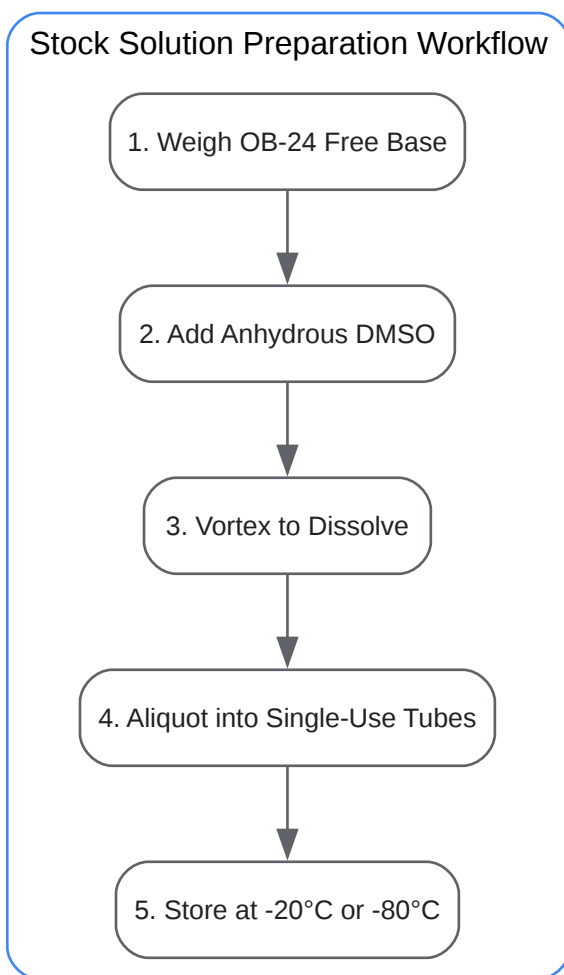 Stock Solution Preparation Workflow
1. Weigh OB-24 Free Base
2. Add Anhydrous DMSO
3. Vortex to Dissolve
4. Aliquot into Single-Use Tubes
5. Store at -20°C or -80°C